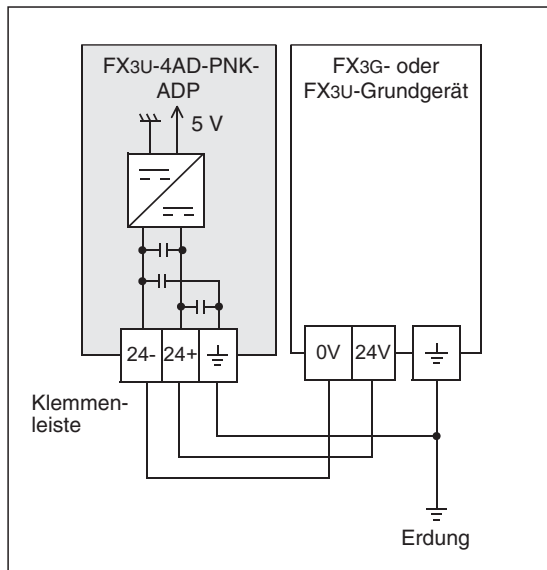 FX3U-4AD-PNK-
ADP
5 V
FX3G- oder
FX3U-Grundgerät
24-
24+
0V
24V
Klemmen-
leiste
Erdung